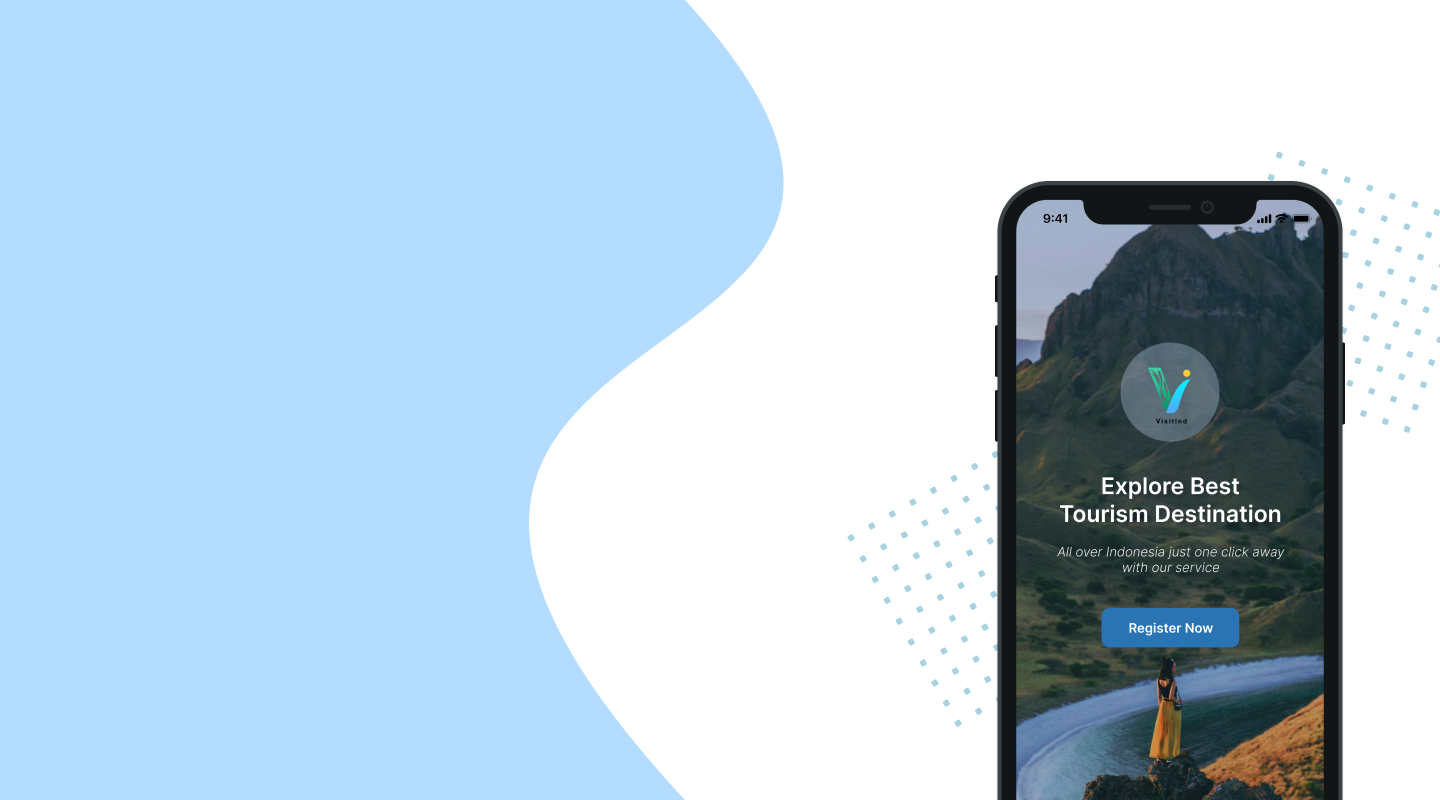 9:41
VisitInd
Explore Best
Tourism Destination
All over Indonesia just one click away
with our service
Register Now